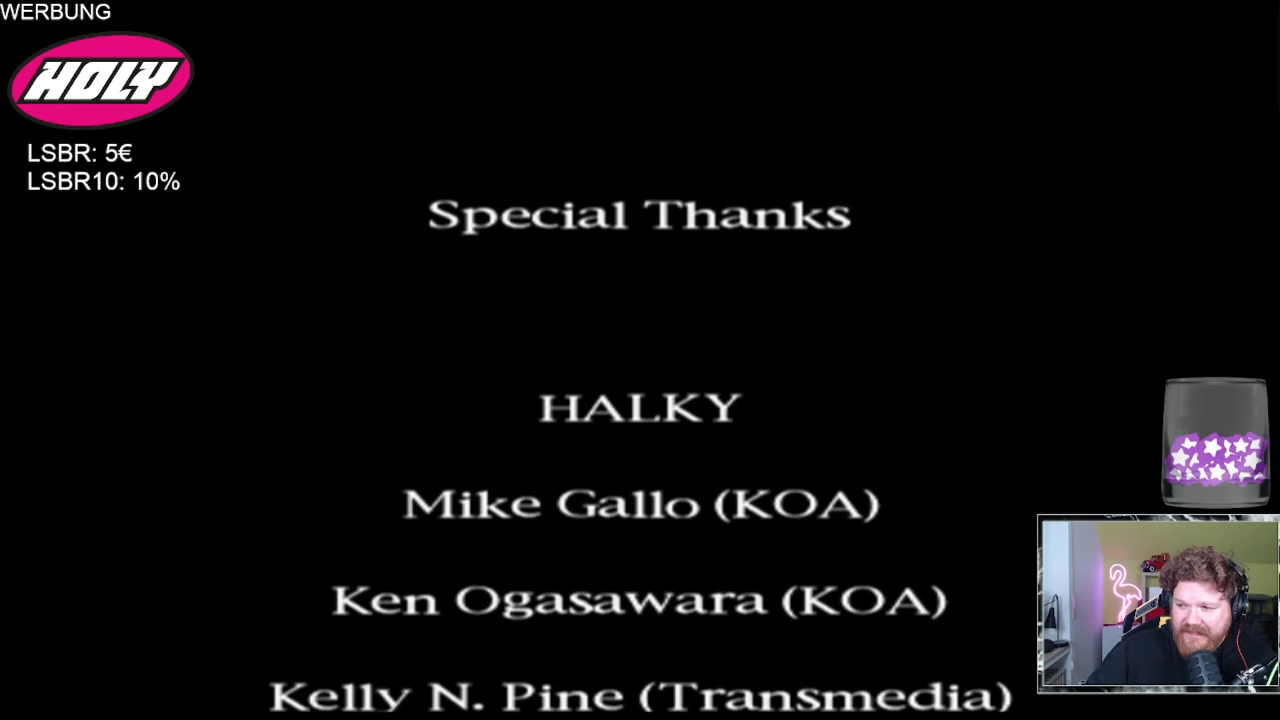 WERBUNG
HOLY
LSBR: 5€
LSBR10: 10%
Special Thanks
HALKY
Mike Gallo (KOA)
Ken Ogasawara (KOA)
Kelly N. Pine (Transmedia)